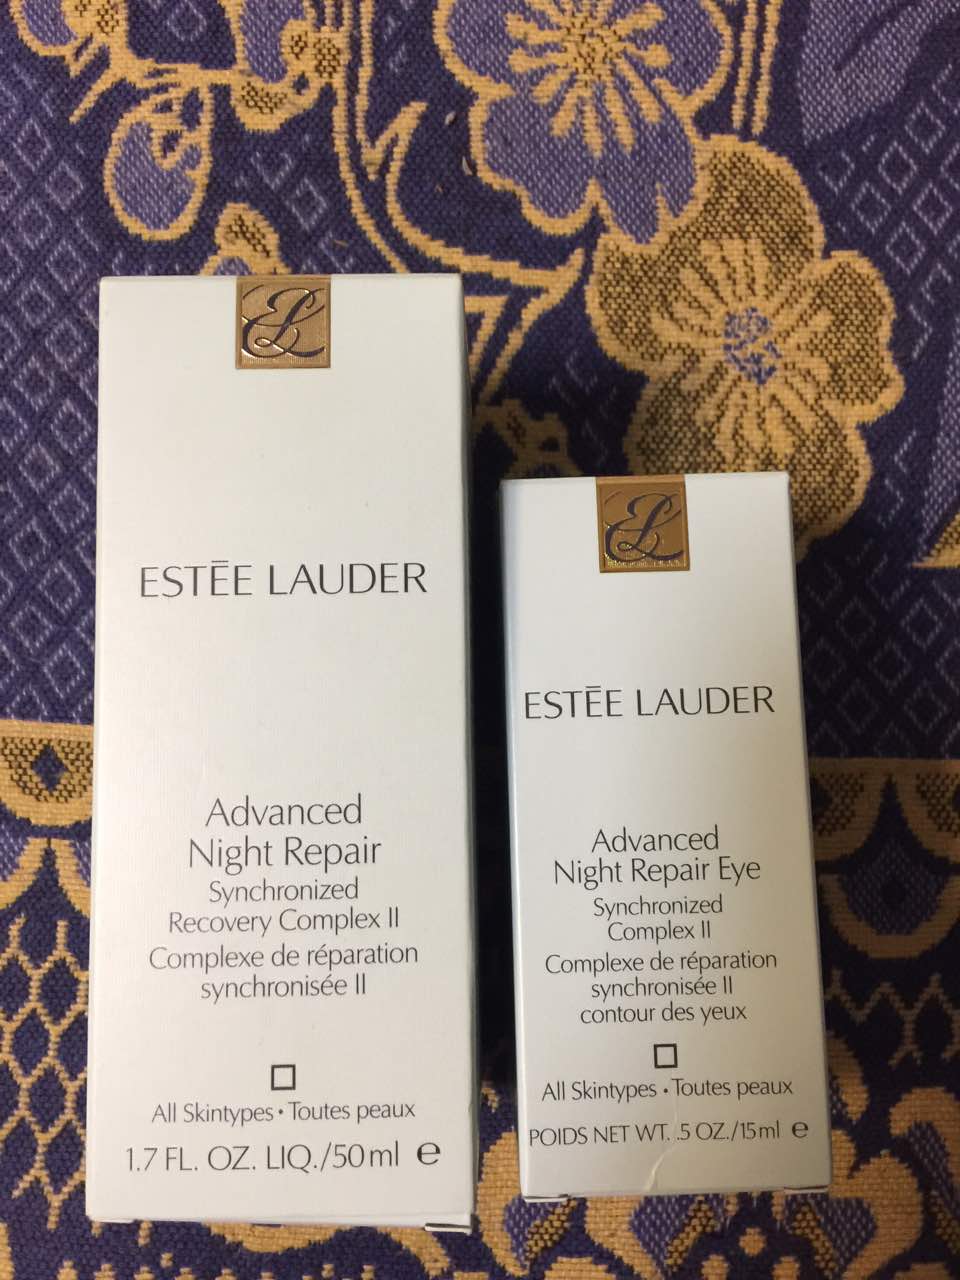 EL
ESTĒE LAUDER
Advanced
Night Repair
Synchronized
Recovery Complex II
Complexe de réparation
synchronisée II
All Skintypes • Toutes peaux
1.7 FL. OZ. LIQ./50 ml ℮
EL
ESTĒE LAUDER
Advanced
Night Repair Eye
Synchronized
Complex II
Complexe de réparation
synchronisée II
contour des yeux
All Skintypes • Toutes peaux
POIDS NET WT. .5 OZ./15 ml ℮